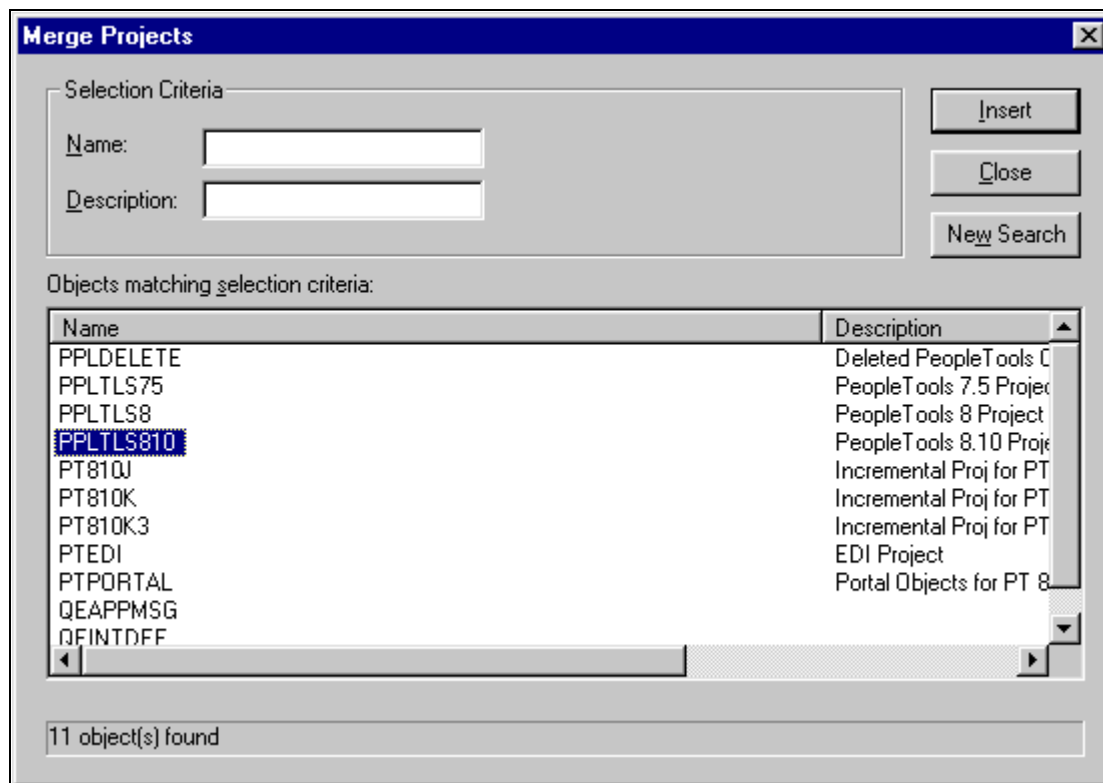 Merge Projects
Selection Criteria
Name:
Description:
Insert
Close
New Search
Objects matching selection criteria:
Name Description
PPLDELETE Deleted PeopleTools
PPLTLS75 PeopleTools 7.5 Projec
PPLTLS8 PeopleTools 8 Project
PPLTLS810 PeopleTools 8.10 Proje
PT810J Incremental Proj for PT
PT810K Incremental Proj for PT
PT810K3 Incremental Proj for PT
PTEDI EDI Project
PTPORTAL Portal Objects for PT 8
QEAPPMSG
11 object(s) found